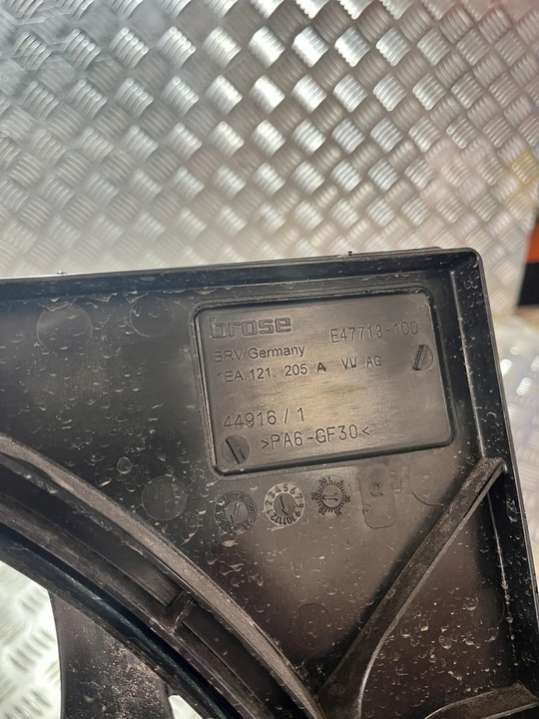 brose
E47713-100
BRV/Germany
1EA.121. 205 A VW AG
44916 / 1
>PA6-GF30<